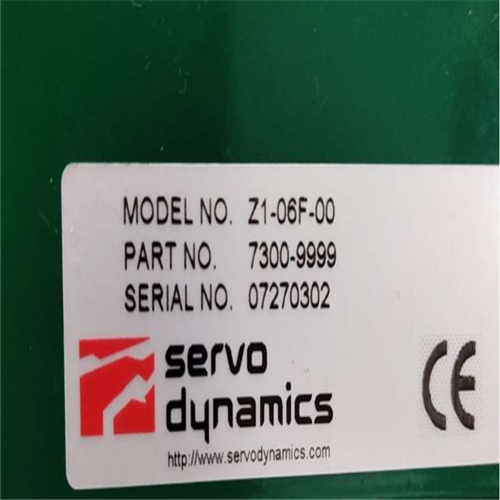 MODEL NO. Z1-06F-00
PART NO. 7300-9999
SERIAL NO. 07270302
servo
dynamics
CE
http://www.servodynamics.com